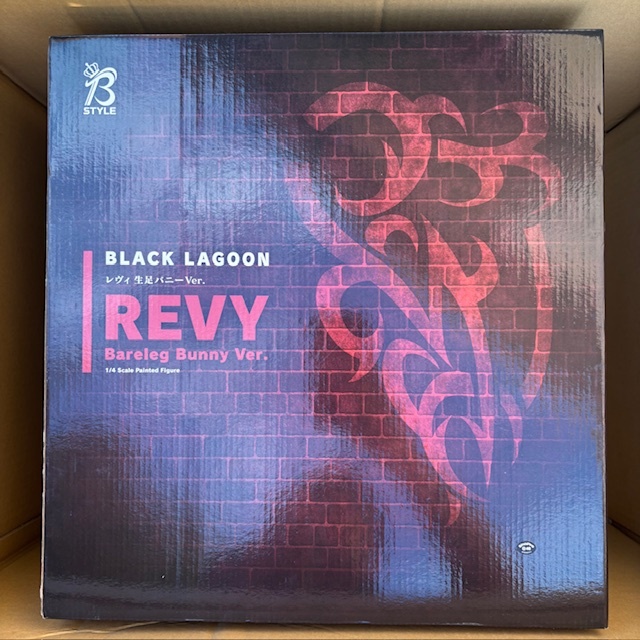 B
STYLE
BLACK LAGOON
レヴィ 生足バニーVer.
REVY
Bareleg Bunny Ver.
1/4 Scale Painted Figure